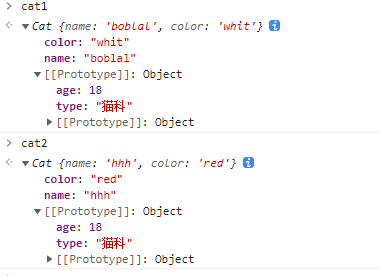 > cat1
Cat {name: 'boblal', color: 'whit'} i
color: "whit"
name: "boblal"
[[Prototype]]: Object
age: 18
type: "猫科"
[[Prototype]]: Object
> cat2
Cat {name: 'hhh', color: 'red'} i
color: "red"
name: "hhh"
[[Prototype]]: Object
age: 18
type: "猫科"
[[Prototype]]: Object